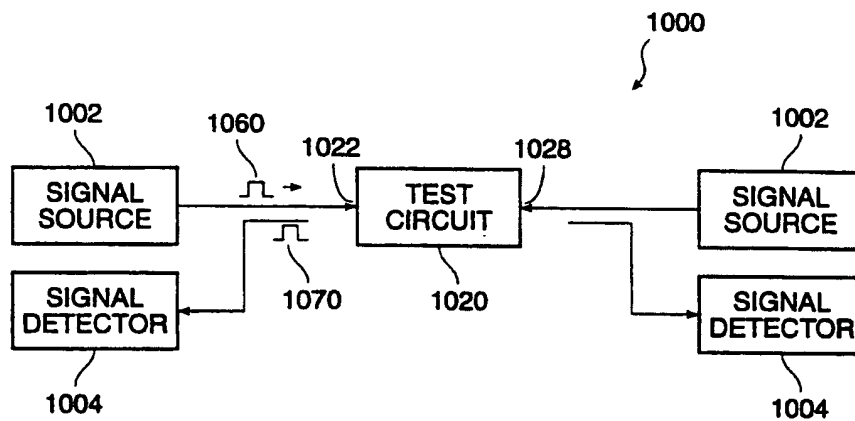 1000
1002
1060
1022
1028
1002
SIGNAL
SOURCE
TEST
CIRCUIT
SIGNAL
SOURCE
1070
1020
SIGNAL
DETECTOR
SIGNAL
DETECTOR
1004
1004